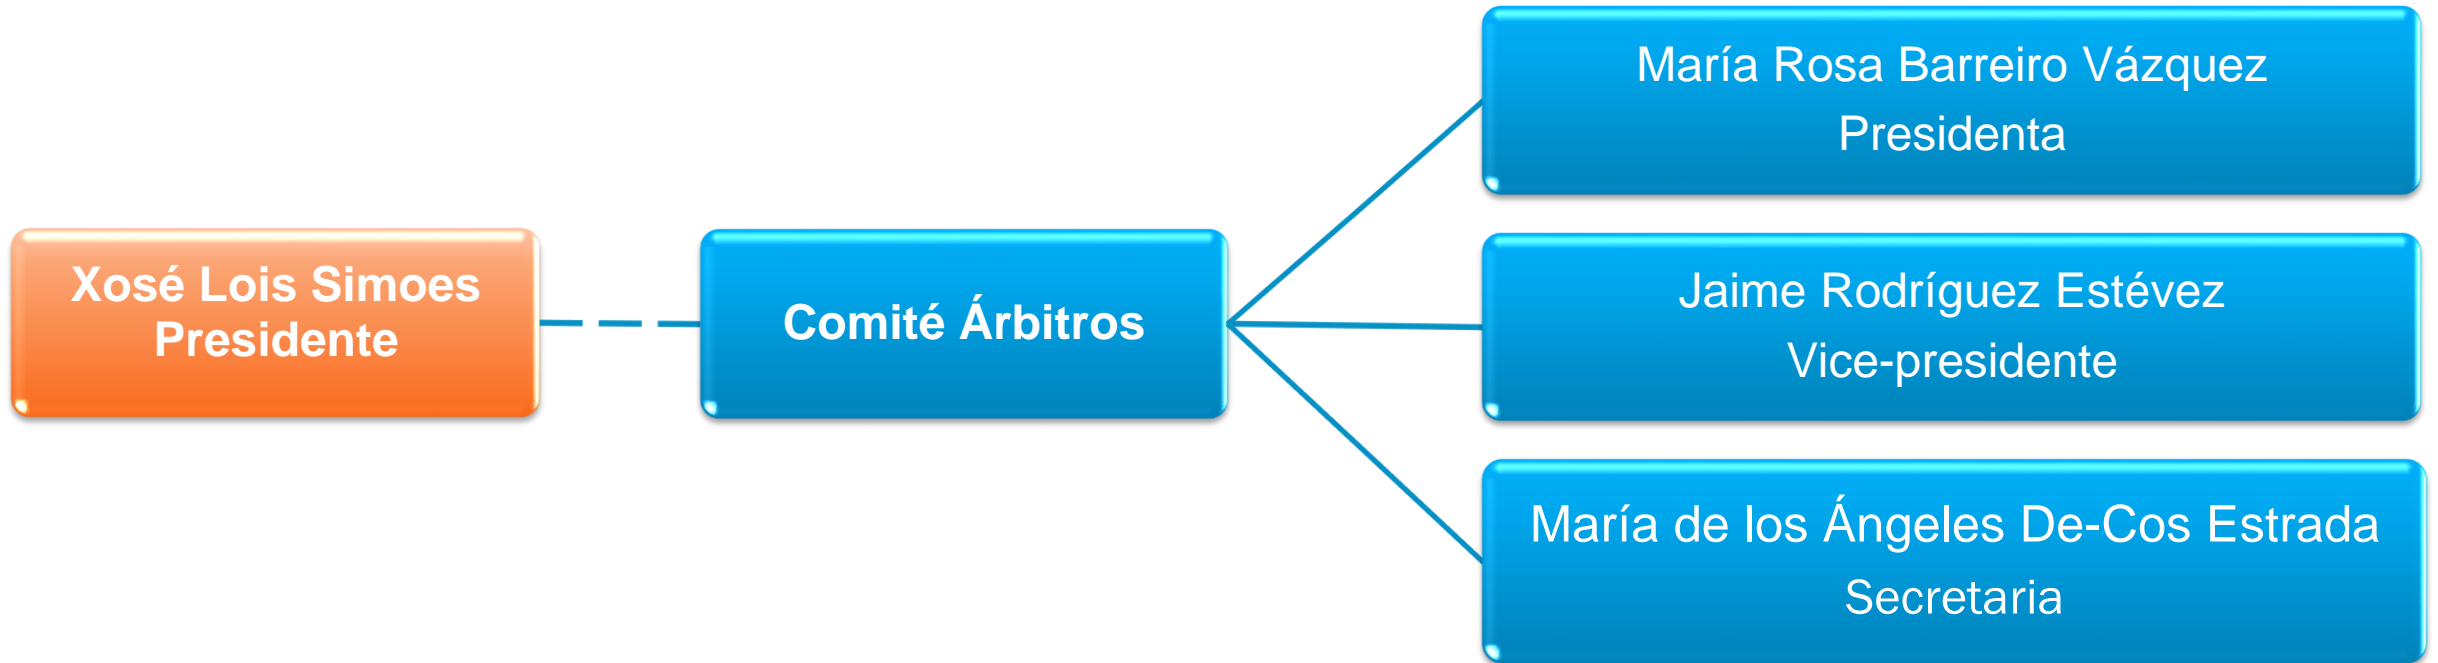 Xosé Lois Simoes
Presidente
Comité Árbitros
María Rosa Barreiro Vázquez
Presidenta
Jaime Rodríguez Estévez
Vice-presidente
María de los Ángeles De-Cos Estrada
Secretaria